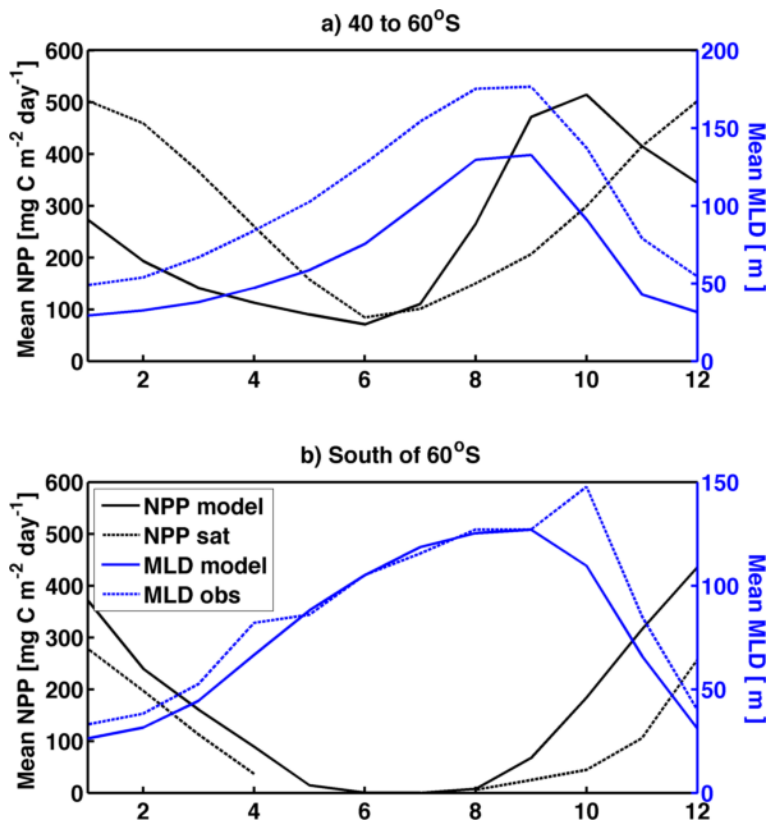 a) 40 to 60°S
600
500
400
300
200
100
0
Mean NPP [mg C m⁻² day⁻¹]
200
150
100
50
0
Mean MLD [ m ]
2 4 6 8 10 12
b) South of 60°S
600
500
400
300
200
100
0
Mean NPP [mg C m⁻² day⁻¹]
NPP model
NPP sat
MLD model
MLD obs
150
100
50
0
Mean MLD [ m ]
2 4 6 8 10 12